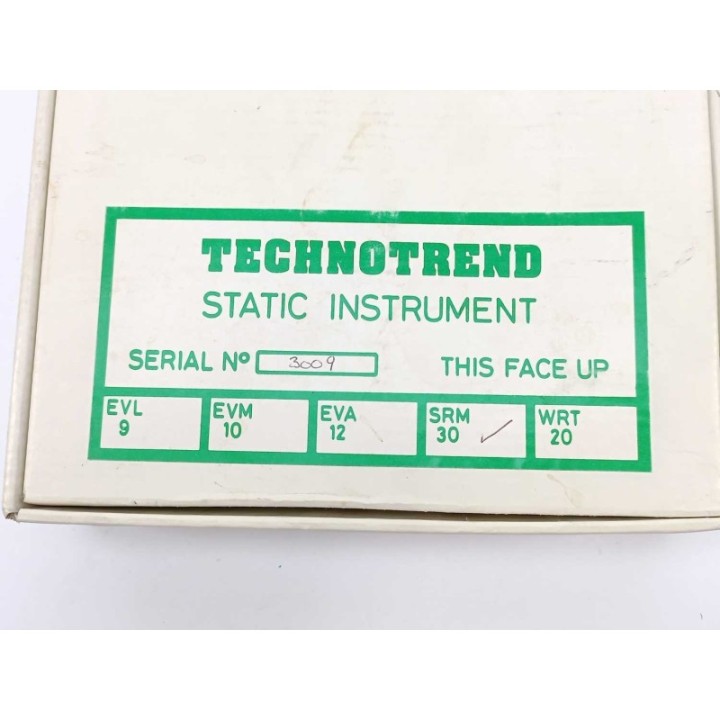 TECHNOTREND
STATIC INSTRUMENT
SERIAL Nº 3009 THIS FACE UP
EVL EVM EVA SRM WRT
9 10 12 30 ✓ 20